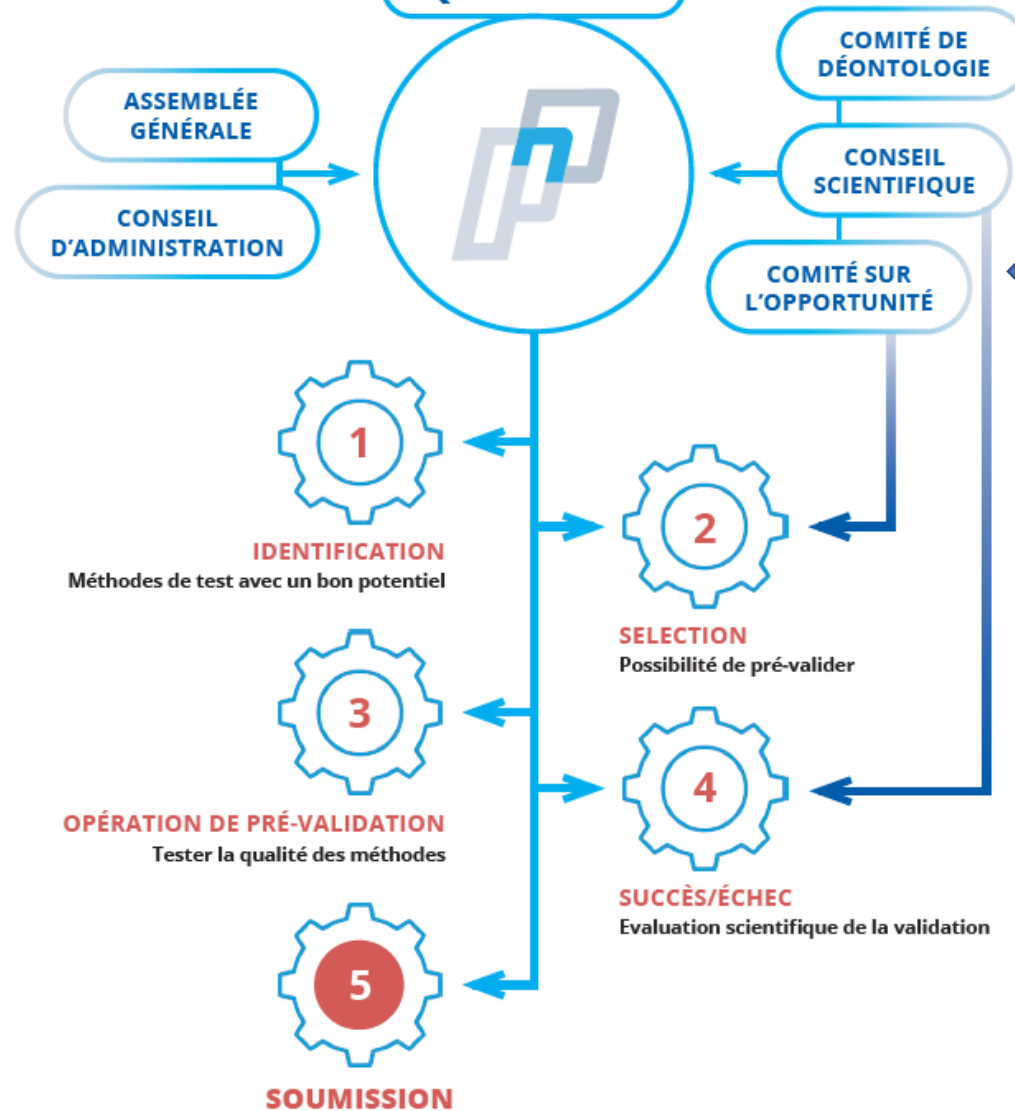 ASSEMBLÉE
GÉNÉRALE
CONSEIL
D'ADMINISTRATION
COMITÉ DE
DÉONTOLOGIE
CONSEIL
SCIENTIFIQUE
COMITÉ SUR
L'OPPORTUNITÉ
1
IDENTIFICATION
Méthodes de test avec un bon potentiel
2
SELECTION
Possibilité de pré-valider
3
OPÉRATION DE PRÉ-VALIDATION
Tester la qualité des méthodes
4
SUCCÈS/ÉCHEC
Evaluation scientifique de la validation
5
SOUMISSION